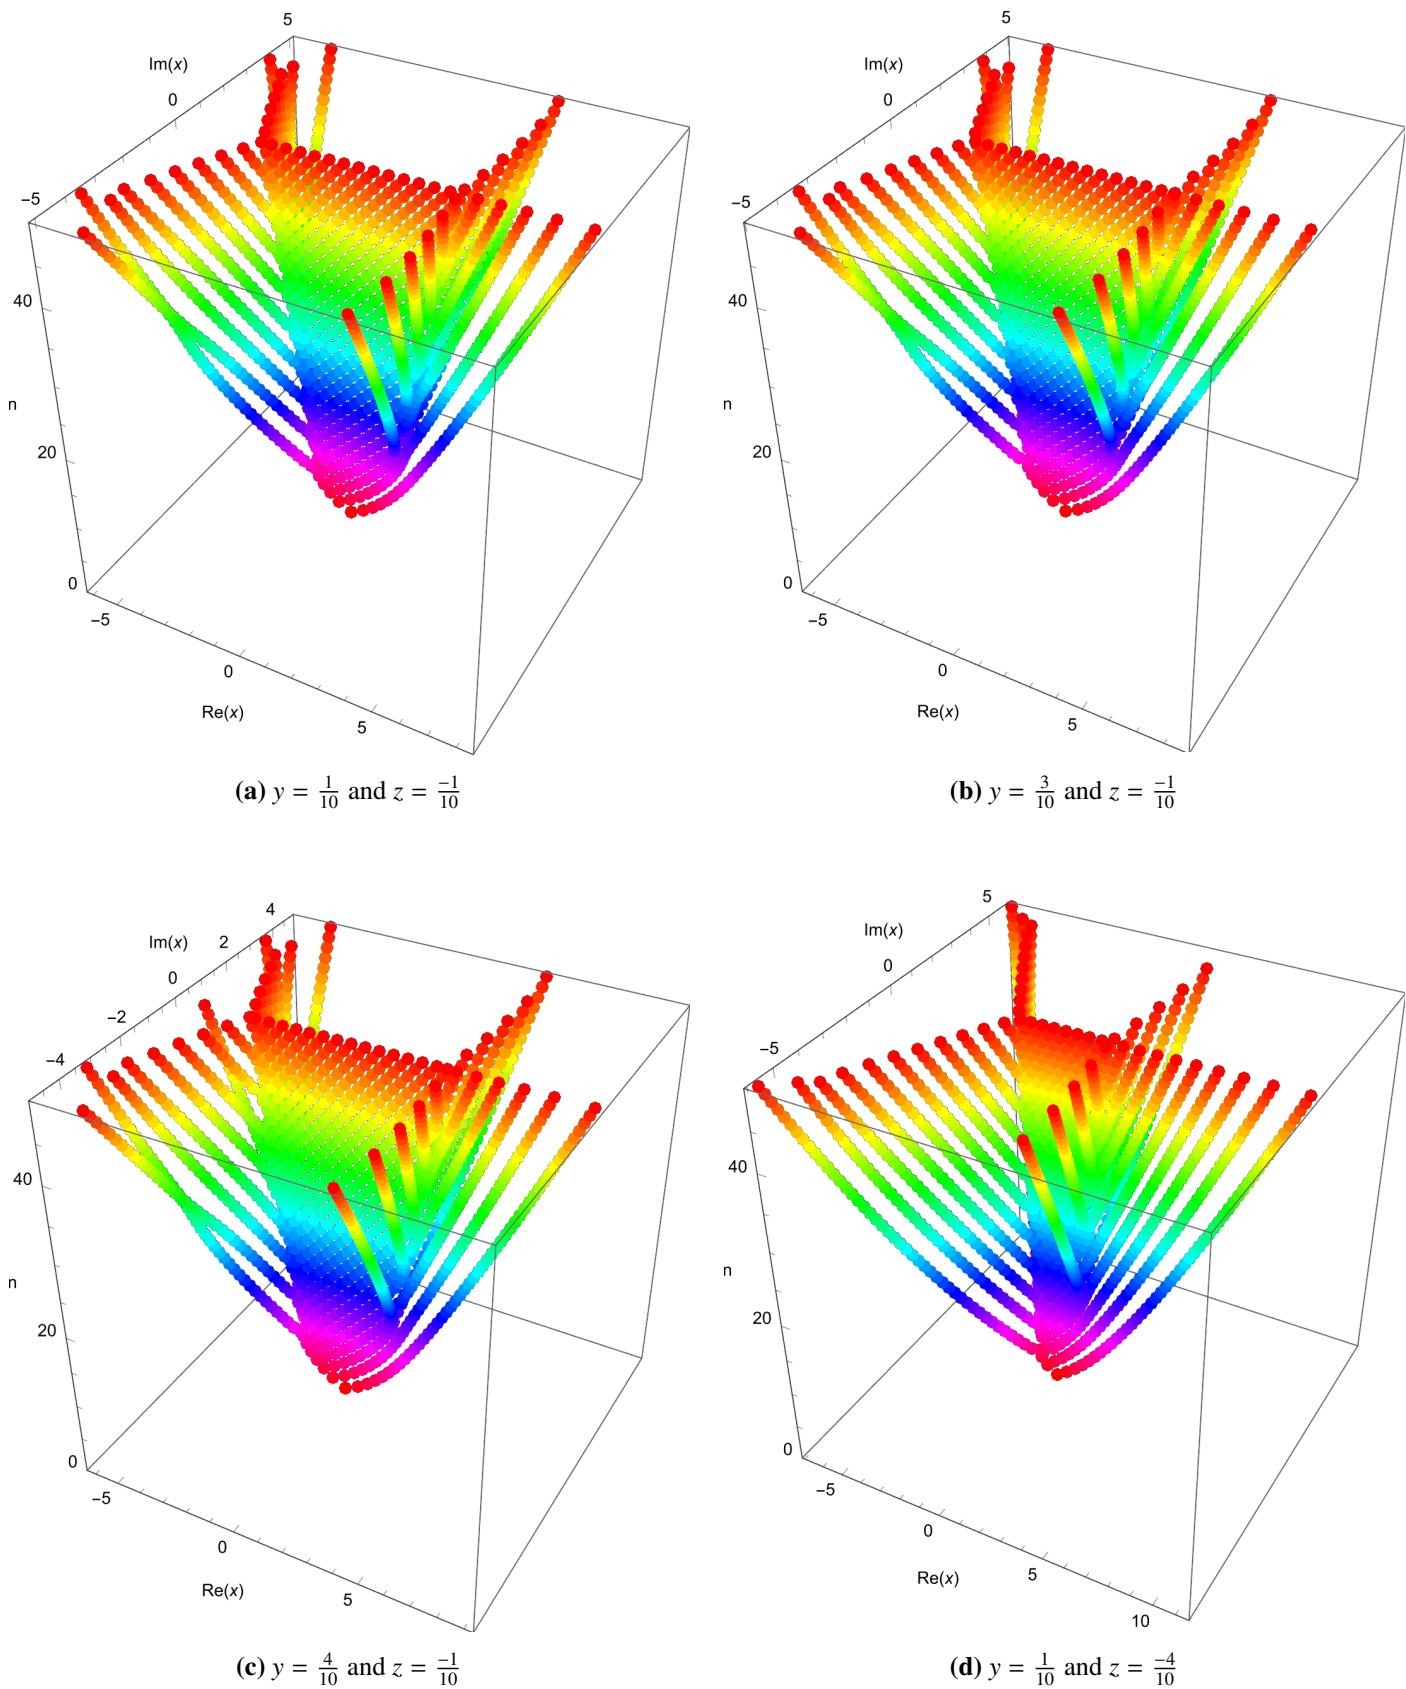 5
Im(x)
0
−5
40
n
20
0
−5
0
Re(x)
5
(a) y = 1/10 and z = −1/10
5
Im(x)
0
−5
40
n
20
0
−5
0
Re(x)
5
(b) y = 3/10 and z = −1/10
4
Im(x)
2
0
−2
−4
40
n
20
0
−5
0
Re(x)
5
(c) y = 4/10 and z = −1/10
5
Im(x)
0
−5
40
n
20
0
−5
0
Re(x)
5
10
(d) y = 1/10 and z = −4/10